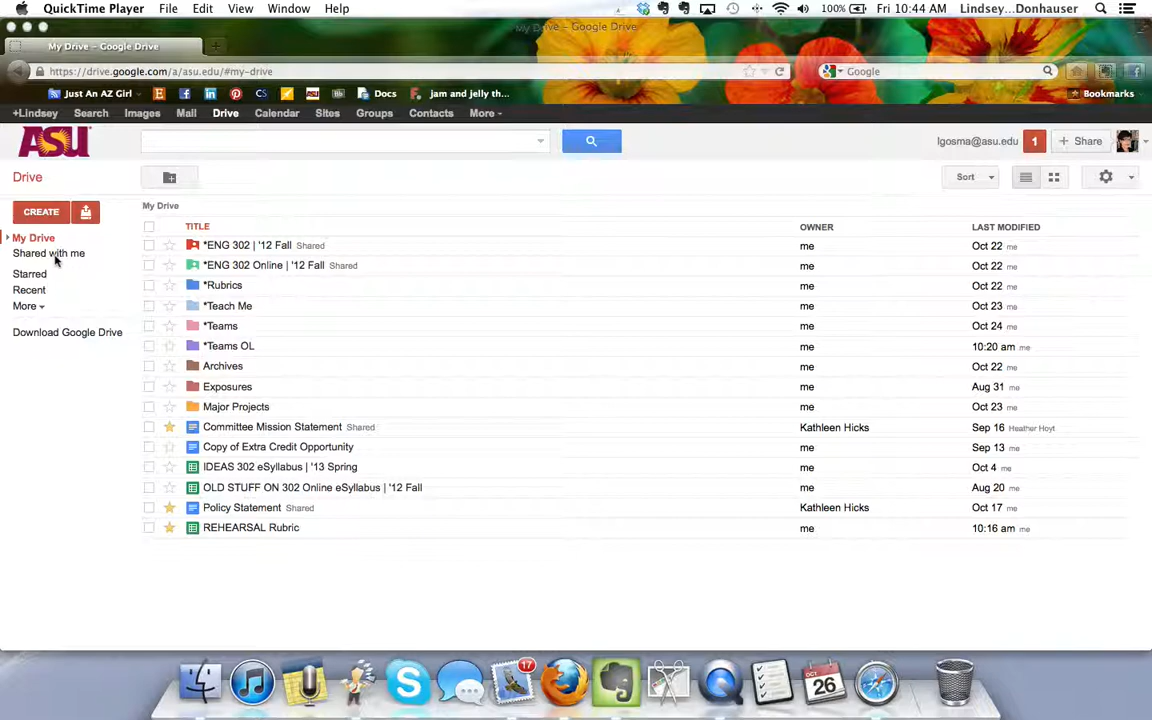 QuickTime Player File Edit View Window Help 100% Fri 10:44 AM Lindsey...Donhauser
My Drive – Google Drive
My Drive – Google Drive
https://drive.google.com/a/asu.edu/#my-drive Google
Just An AZ Girl Docs jam and jelly th... Bookmarks
+Lindsey Search Images Mail Drive Calendar Sites Groups Contacts More
ASU lgosma@asu.edu 1 + Share
Drive Sort
CREATE
My Drive
Shared with me
Starred
Recent
More
Download Google Drive
My Drive
TITLE OWNER LAST MODIFIED
*ENG 302 | '12 Fall Shared me Oct 22 me
*ENG 302 Online | '12 Fall Shared me Oct 22 me
*Rubrics me Oct 22 me
*Teach Me me Oct 23 me
*Teams me Oct 24 me
*Teams OL me 10:20 am me
Archives me Oct 22 me
Exposures me Aug 31 me
Major Projects me Oct 23 me
Committee Mission Statement Shared Kathleen Hicks Sep 16 Heather Hoyt
Copy of Extra Credit Opportunity me Sep 13 me
IDEAS 302 eSyllabus | '13 Spring me Oct 4 me
OLD STUFF ON 302 Online eSyllabus | '12 Fall me Aug 20 me
Policy Statement Shared Kathleen Hicks Oct 17 me
REHEARSAL Rubric me 10:16 am me
17
OCT
26